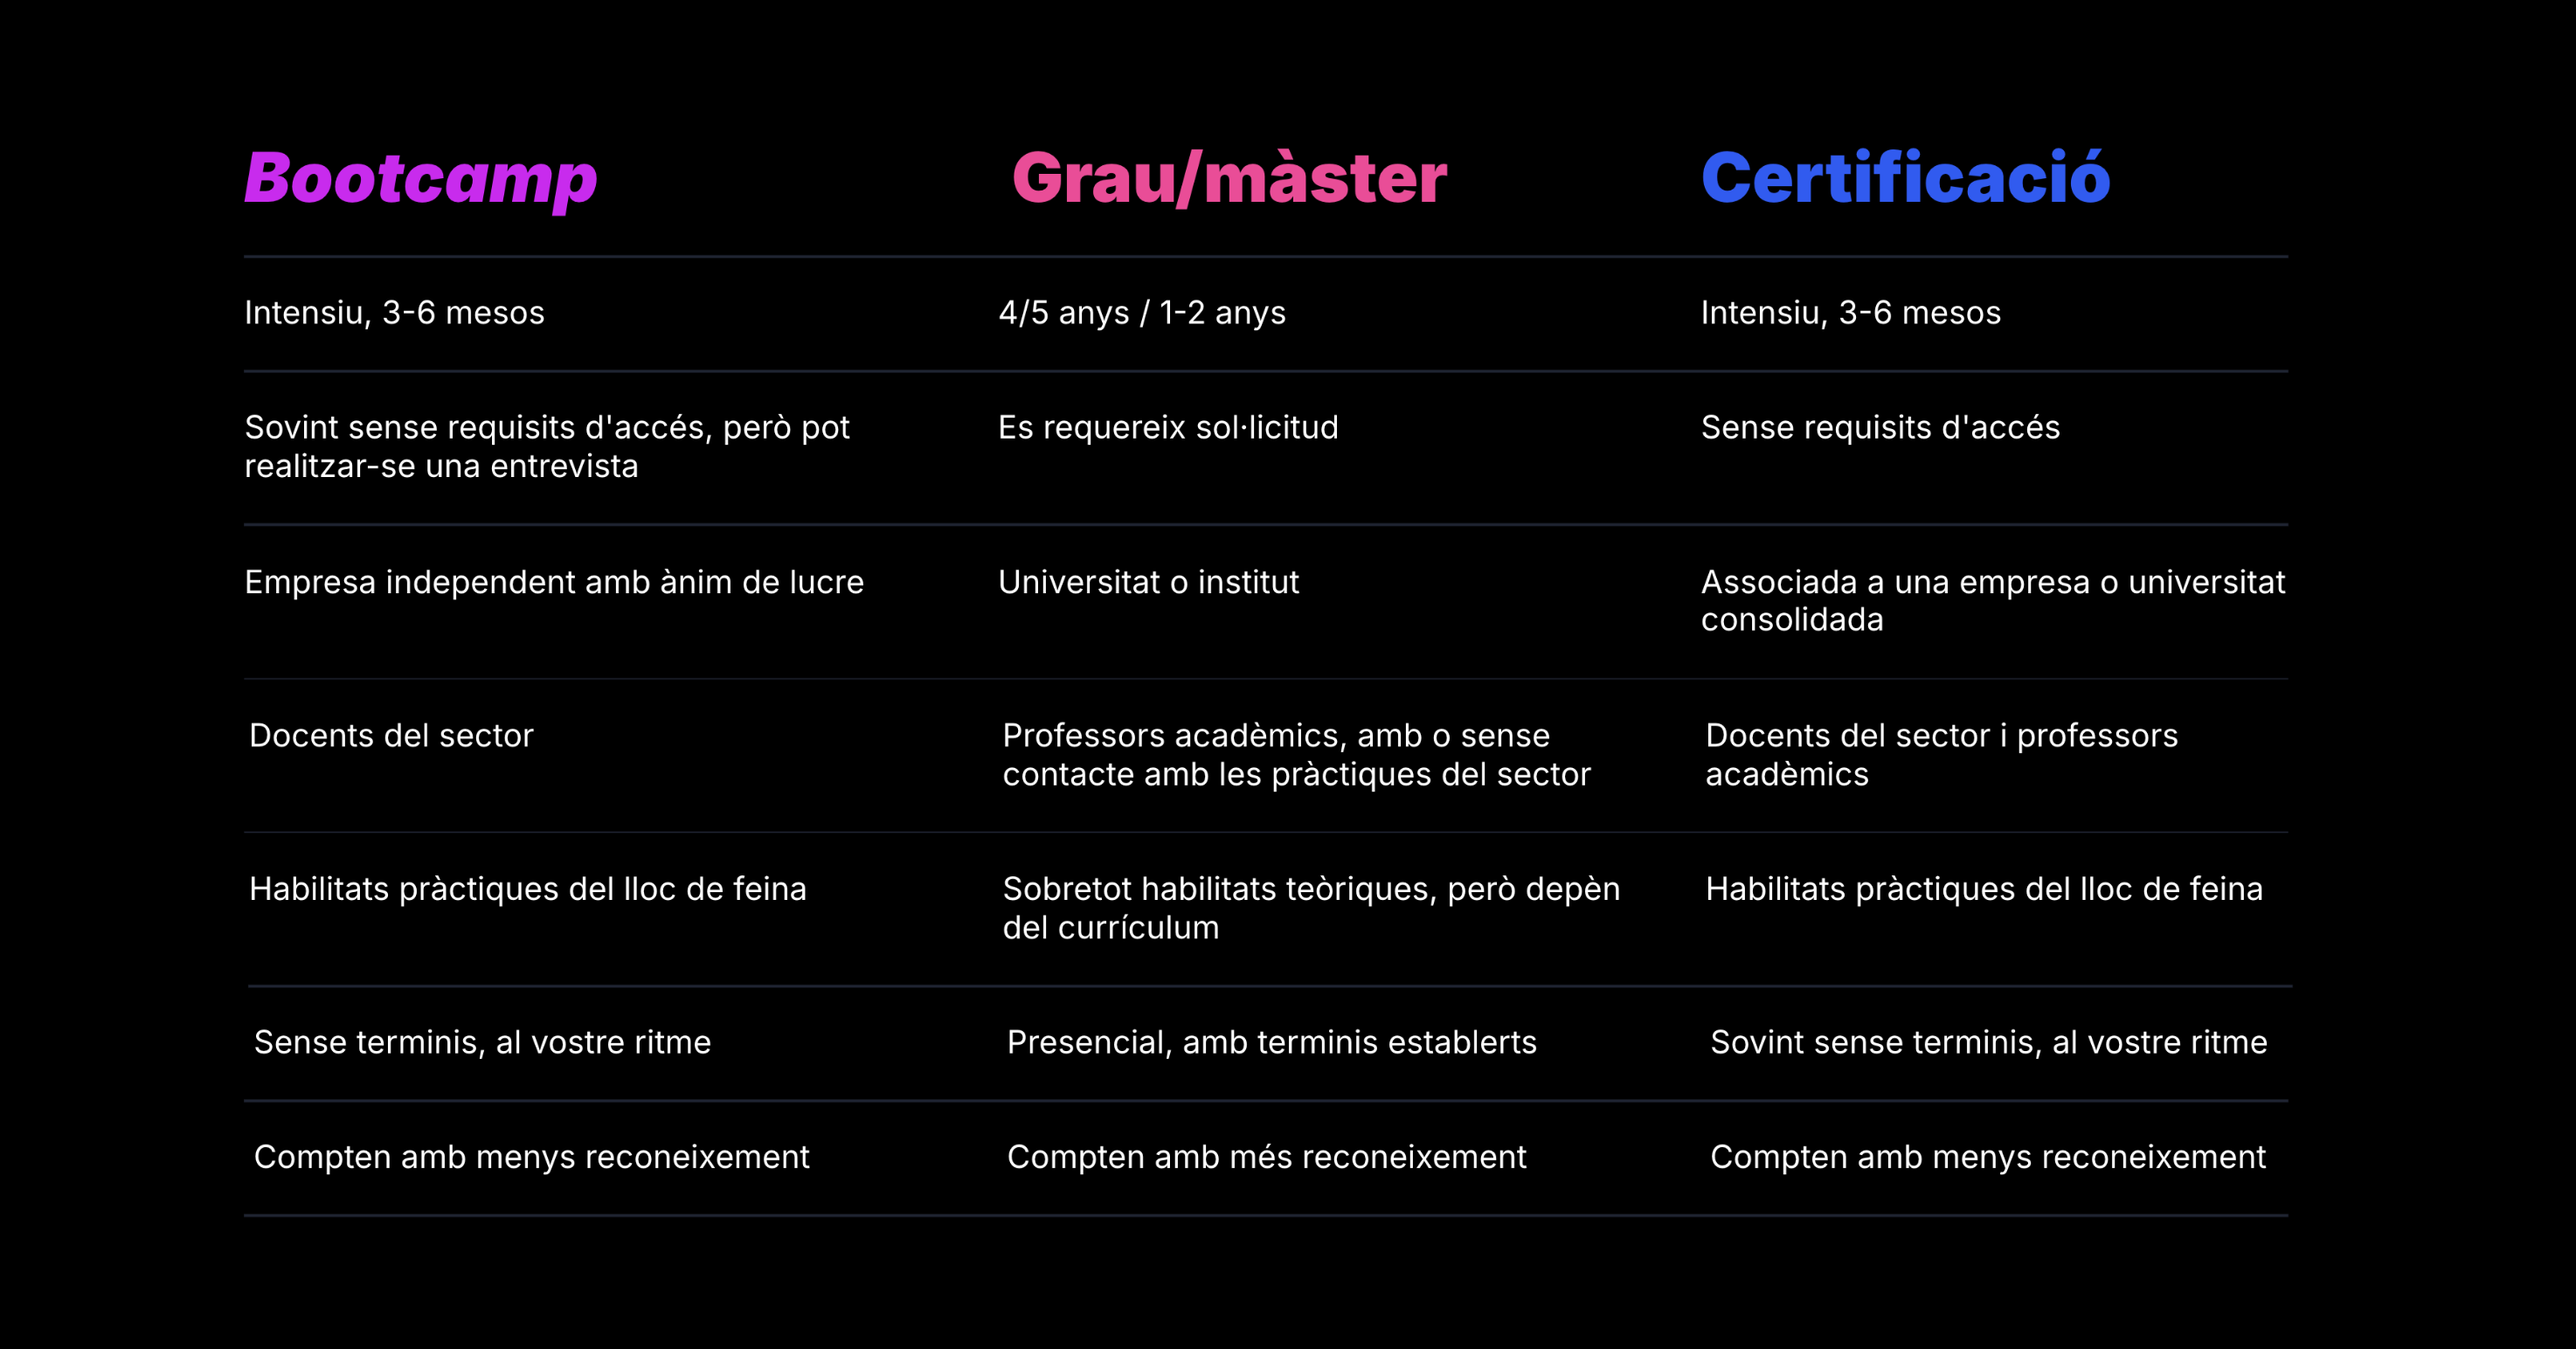 Bootcamp
Grau/màster
Certificació
Intensiu, 3-6 mesos
4/5 anys / 1-2 anys
Intensiu, 3-6 mesos
Sovint sense requisits d'accés, però pot
realitzar-se una entrevista
Es requereix sol·licitud
Sense requisits d'accés
Empresa independent amb ànim de lucre
Universitat o institut
Associada a una empresa o universitat
consolidada
Docents del sector
Professors acadèmics, amb o sense
contacte amb les pràctiques del sector
Docents del sector i professors
acadèmics
Habilitats pràctiques del lloc de feina
Sobretot habilitats teòriques, però depèn
del currículum
Habilitats pràctiques del lloc de feina
Sense terminis, al vostre ritme
Presencial, amb terminis establerts
Sovint sense terminis, al vostre ritme
Compten amb menys reconeixement
Compten amb més reconeixement
Compten amb menys reconeixement